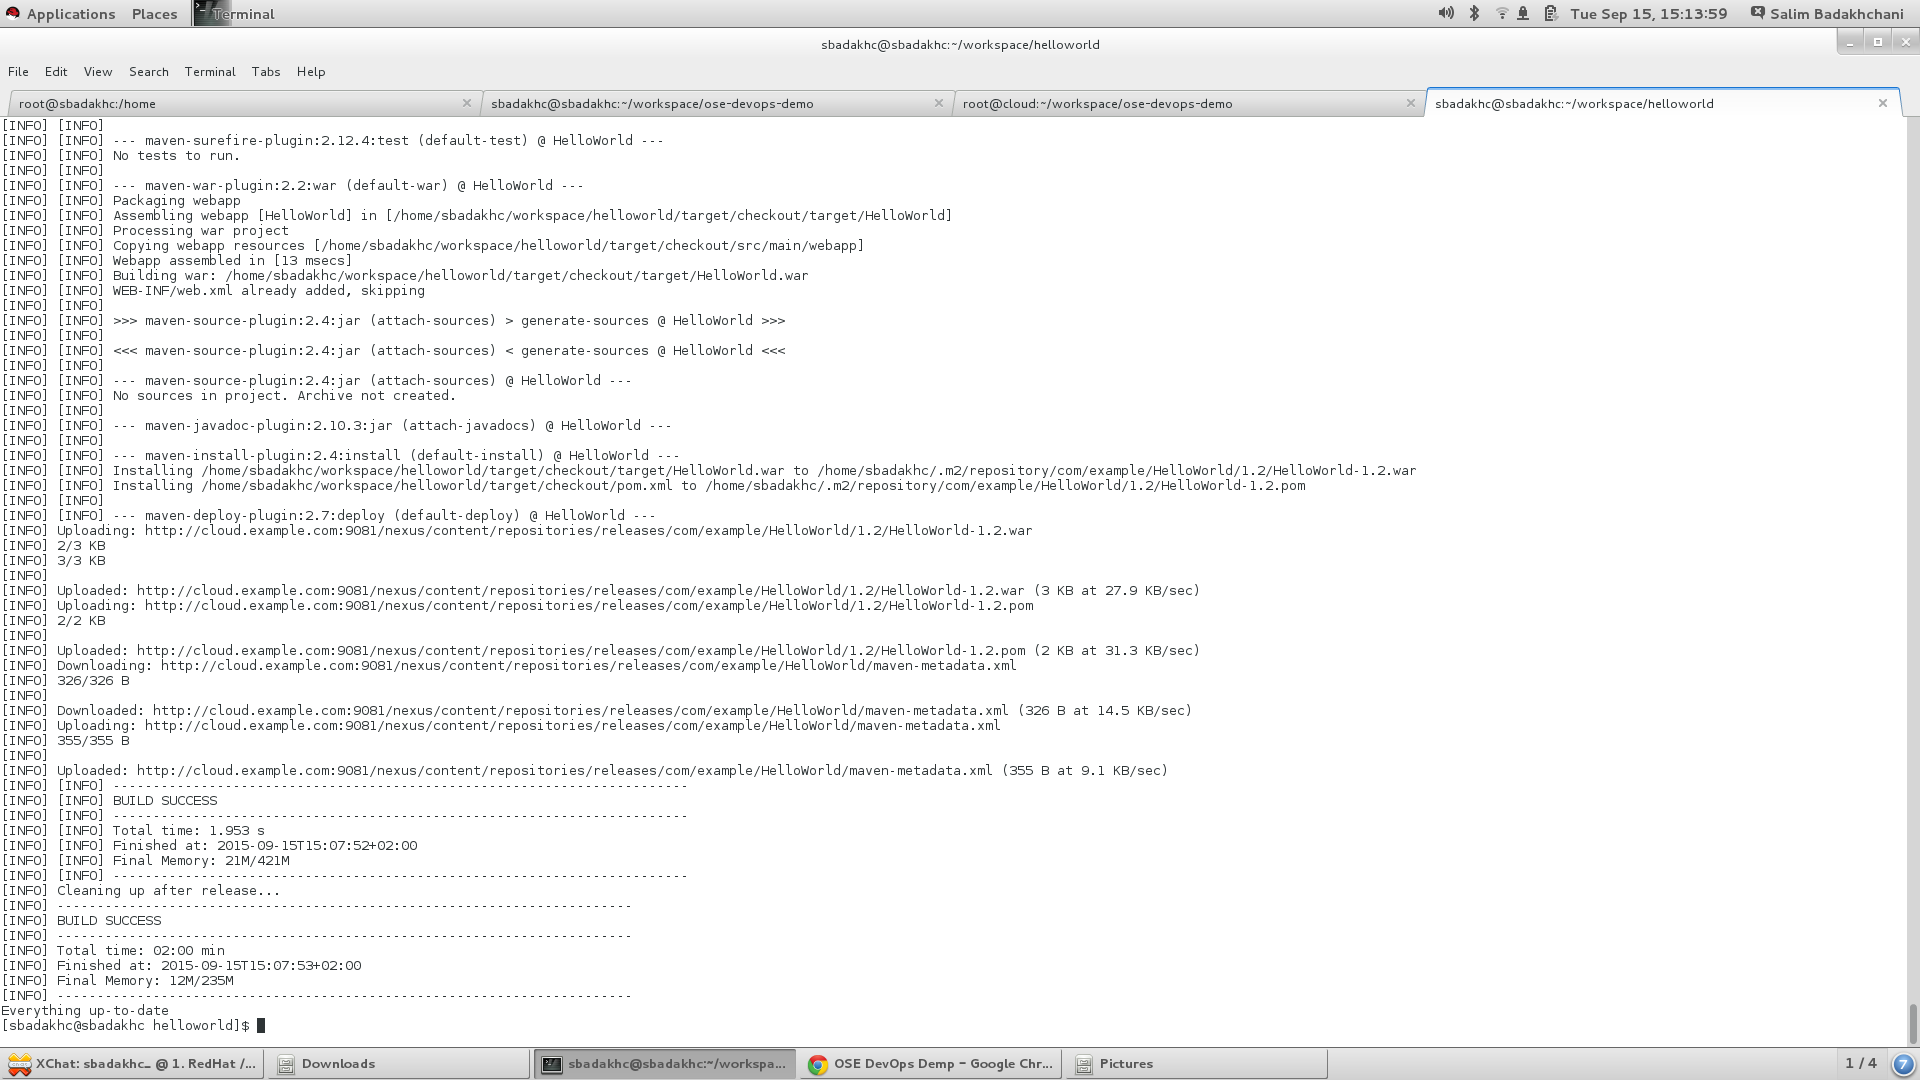 Applications Places Terminal Tue Sep 15, 15:13:59 Salim Badakhchani
sbadakhc@sbadakhc:~/workspace/helloworld
File Edit View Search Terminal Tabs Help
root@sbadakhc:/home sbadakhc@sbadakhc:~/workspace/ose-devops-demo root@cloud:~/workspace/ose-devops-demo sbadakhc@sbadakhc:~/workspace/helloworld
[INFO] [INFO]
[INFO] [INFO] --- maven-surefire-plugin:2.12.4:test (default-test) @ HelloWorld ---
[INFO] [INFO] No tests to run.
[INFO] [INFO]
[INFO] [INFO] --- maven-war-plugin:2.2:war (default-war) @ HelloWorld ---
[INFO] [INFO] Packaging webapp
[INFO] [INFO] Assembling webapp [HelloWorld] in [/home/sbadakhc/workspace/helloworld/target/checkout/target/HelloWorld]
[INFO] [INFO] Processing war project
[INFO] [INFO] Copying webapp resources [/home/sbadakhc/workspace/helloworld/target/checkout/src/main/webapp]
[INFO] [INFO] Webapp assembled in [13 msecs]
[INFO] [INFO] Building war: /home/sbadakhc/workspace/helloworld/target/checkout/target/HelloWorld.war
[INFO] [INFO] WEB-INF/web.xml already added, skipping
[INFO] [INFO]
[INFO] [INFO] >>> maven-source-plugin:2.4:jar (attach-sources) > generate-sources @ HelloWorld >>>
[INFO] [INFO]
[INFO] [INFO] <<< maven-source-plugin:2.4:jar (attach-sources) < generate-sources @ HelloWorld <<<
[INFO] [INFO]
[INFO] [INFO] --- maven-source-plugin:2.4:jar (attach-sources) @ HelloWorld ---
[INFO] [INFO] No sources in project. Archive not created.
[INFO] [INFO]
[INFO] [INFO] --- maven-javadoc-plugin:2.10.3:jar (attach-javadocs) @ HelloWorld ---
[INFO] [INFO]
[INFO] [INFO] --- maven-install-plugin:2.4:install (default-install) @ HelloWorld ---
[INFO] [INFO] Installing /home/sbadakhc/workspace/helloworld/target/checkout/target/HelloWorld.war to /home/sbadakhc/.m2/repository/com/example/HelloWorld/1.2/HelloWorld-1.2.war
[INFO] [INFO] Installing /home/sbadakhc/workspace/helloworld/target/checkout/pom.xml to /home/sbadakhc/.m2/repository/com/example/HelloWorld/1.2/HelloWorld-1.2.pom
[INFO] [INFO]
[INFO] [INFO] --- maven-deploy-plugin:2.7:deploy (default-deploy) @ HelloWorld ---
[INFO] Uploading: http://cloud.example.com:9081/nexus/content/repositories/releases/com/example/HelloWorld/1.2/HelloWorld-1.2.war
[INFO] 2/3 KB
[INFO] 3/3 KB
[INFO]
[INFO] Uploaded: http://cloud.example.com:9081/nexus/content/repositories/releases/com/example/HelloWorld/1.2/HelloWorld-1.2.war (3 KB at 27.9 KB/sec)
[INFO] Uploading: http://cloud.example.com:9081/nexus/content/repositories/releases/com/example/HelloWorld/1.2/HelloWorld-1.2.pom
[INFO] 2/2 KB
[INFO]
[INFO] Uploaded: http://cloud.example.com:9081/nexus/content/repositories/releases/com/example/HelloWorld/1.2/HelloWorld-1.2.pom (2 KB at 31.3 KB/sec)
[INFO] Downloading: http://cloud.example.com:9081/nexus/content/repositories/releases/com/example/HelloWorld/maven-metadata.xml
[INFO] 326/326 B
[INFO]
[INFO] Downloaded: http://cloud.example.com:9081/nexus/content/repositories/releases/com/example/HelloWorld/maven-metadata.xml (326 B at 14.5 KB/sec)
[INFO] Uploading: http://cloud.example.com:9081/nexus/content/repositories/releases/com/example/HelloWorld/maven-metadata.xml
[INFO] 355/355 B
[INFO]
[INFO] Uploaded: http://cloud.example.com:9081/nexus/content/repositories/releases/com/example/HelloWorld/maven-metadata.xml (355 B at 9.1 KB/sec)
[INFO] [INFO] ------------------------------------------------------------------------
[INFO] [INFO] BUILD SUCCESS
[INFO] [INFO] ------------------------------------------------------------------------
[INFO] [INFO] Total time: 1.953 s
[INFO] [INFO] Finished at: 2015-09-15T15:07:52+02:00
[INFO] [INFO] Final Memory: 21M/421M
[INFO] [INFO] ------------------------------------------------------------------------
[INFO] Cleaning up after release...
[INFO] ------------------------------------------------------------------------
[INFO] BUILD SUCCESS
[INFO] ------------------------------------------------------------------------
[INFO] Total time: 02:00 min
[INFO] Finished at: 2015-09-15T15:07:53+02:00
[INFO] Final Memory: 12M/235M
[INFO] ------------------------------------------------------------------------
Everything up-to-date
[sbadakhc@sbadakhc helloworld]$
XChat: sbadakhc_ @ 1. RedHat /... Downloads sbadakhc@sbadakhc:~/workspa... OSE DevOps Demp - Google Chr... Pictures 1 / 4 7